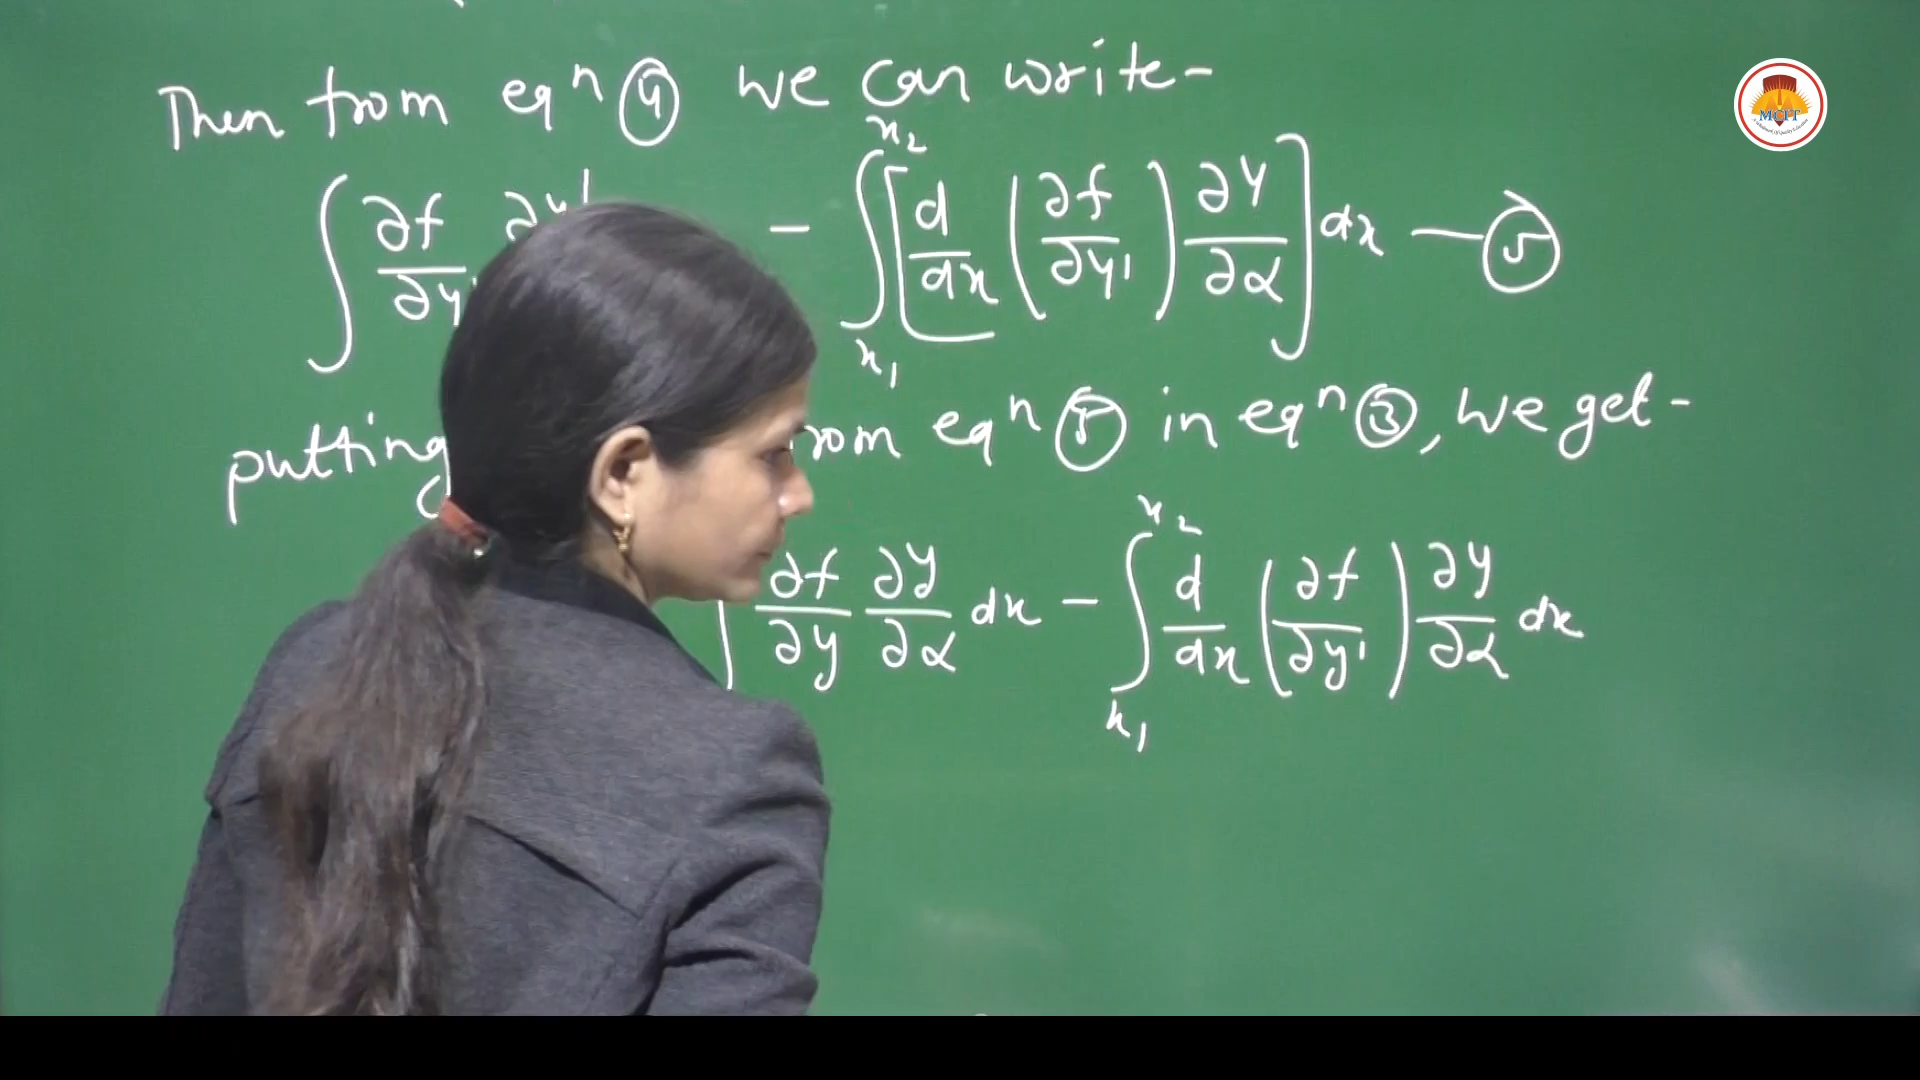 Then from eqⁿ ④ we can write-
∫ ∂f/∂y' ∂y' - ∫_{x₁}^{x₂} [d/dx (∂f/∂y') ∂y/∂α] dx — ⑤
putting from eqⁿ ⑤ in eqⁿ ③, we get-
∫ ∂f/∂y ∂y/∂α dx - ∫_{x₁}^{x₂} d/dx (∂f/∂y') ∂y/∂α dx
MCIT